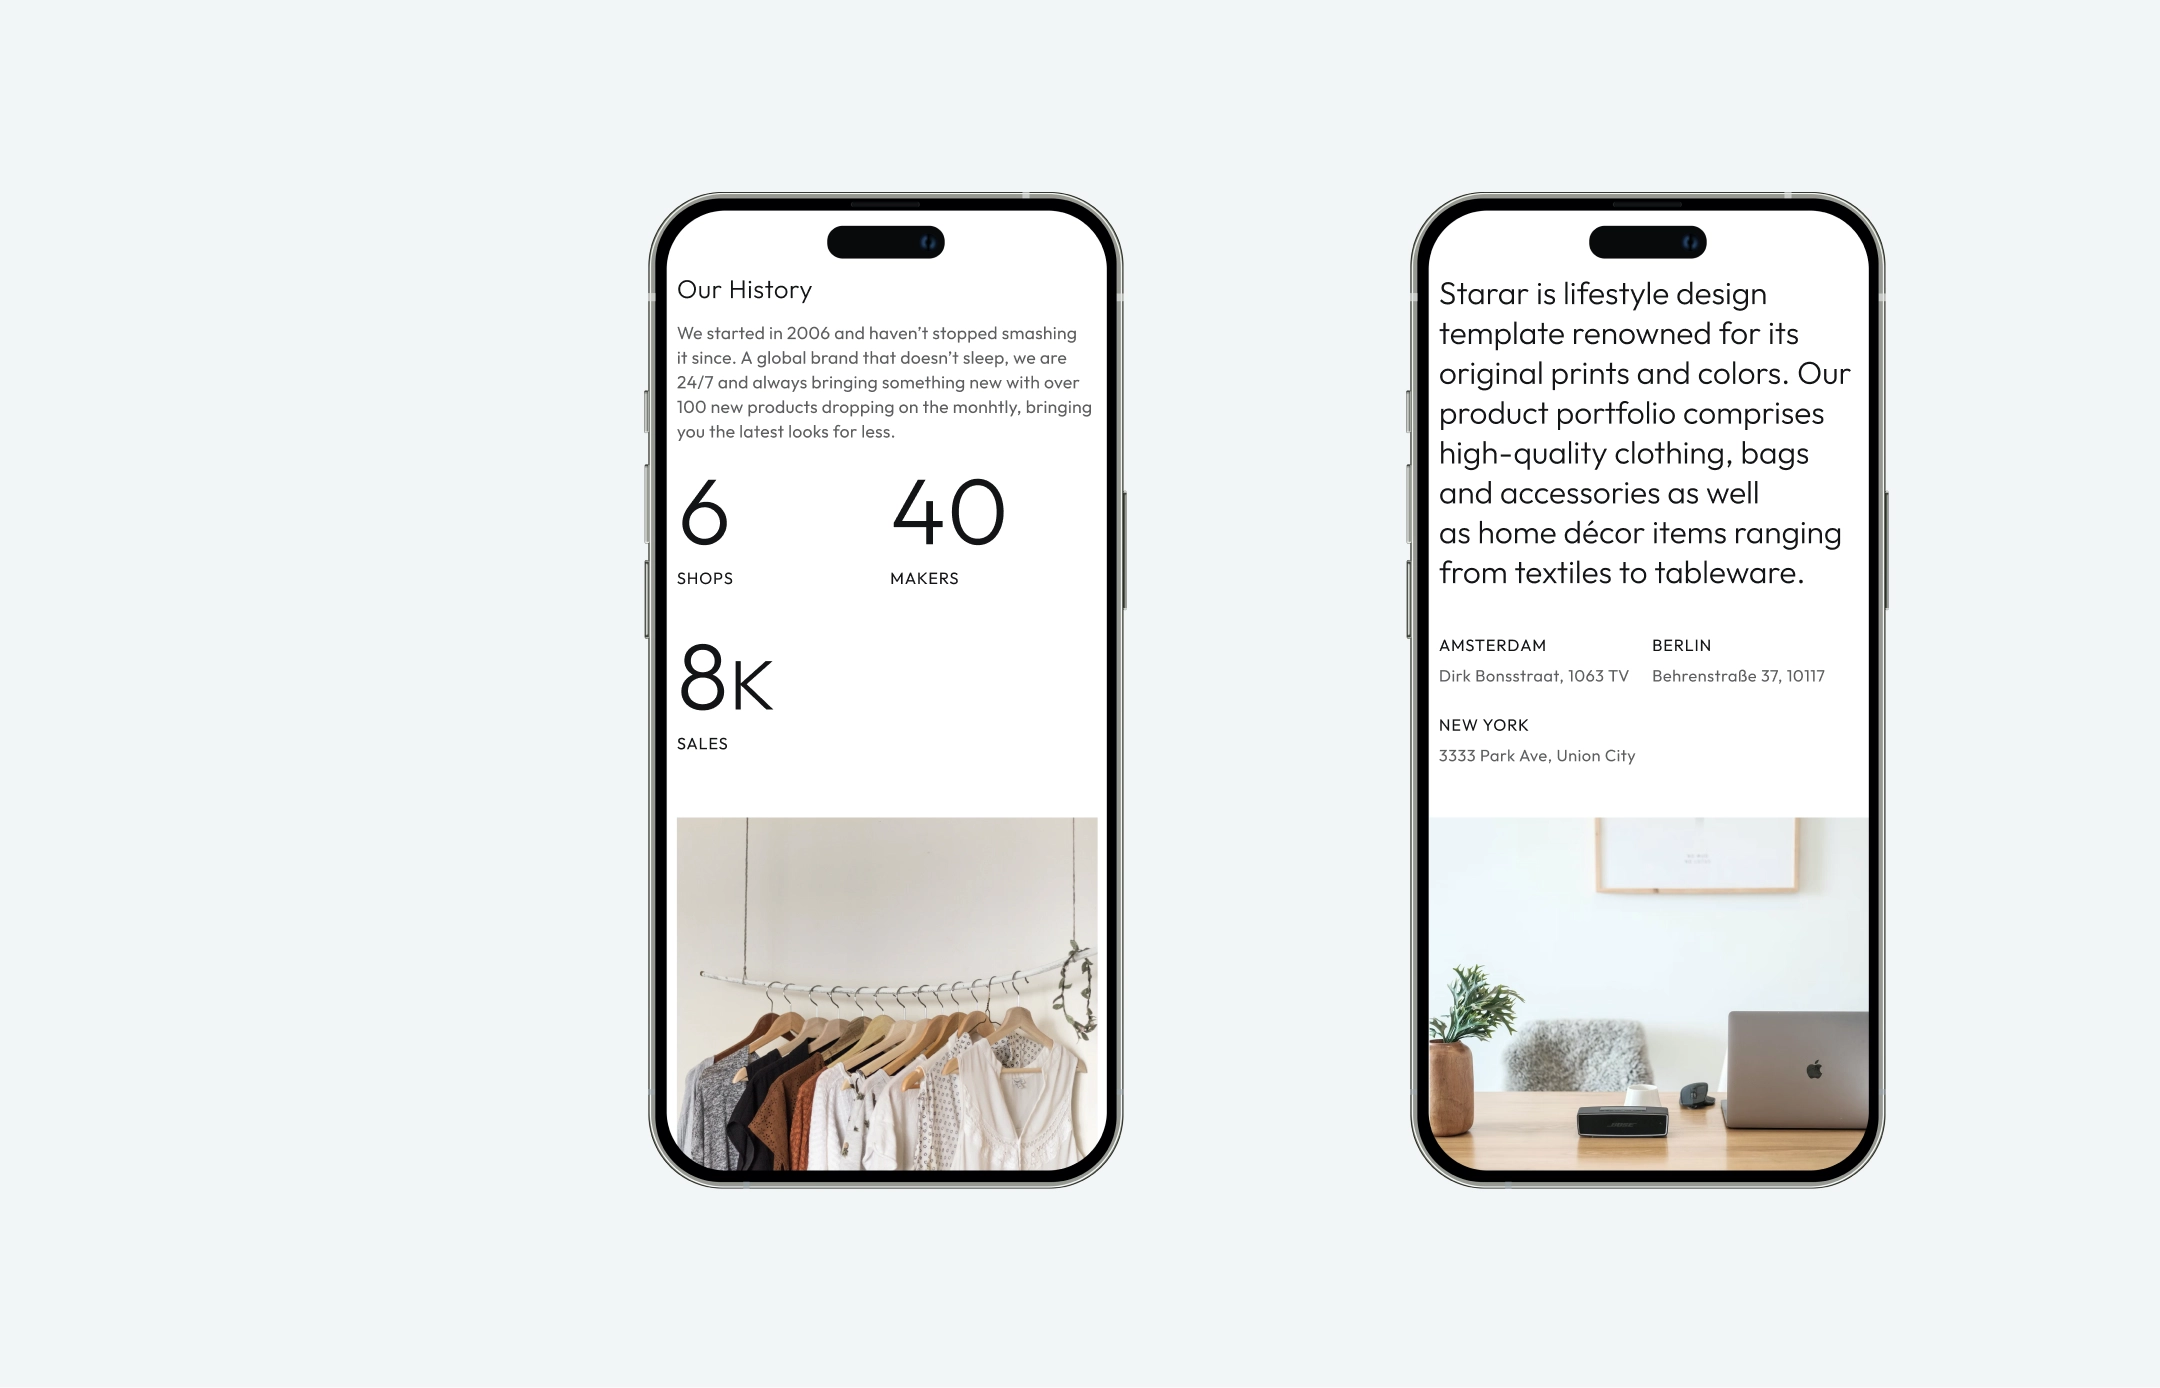 Our History
We started in 2006 and haven't stopped smashing
it since. A global brand that doesn't sleep, we are
24/7 and always bringing something new with over
100 new products dropping on the monhtly, bringing
you the latest looks for less.
6
SHOPS
40
MAKERS
8K
SALES
Starar is lifestyle design
template renowned for its
original prints and colors. Our
product portfolio comprises
high-quality clothing, bags
and accessories as well
as home décor items ranging
from textiles to tableware.
AMSTERDAM
Dirk Bonsstraat, 1063 TV
BERLIN
Behrenstraße 37, 10117
NEW YORK
3333 Park Ave, Union City